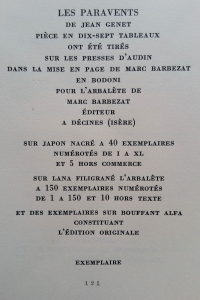 LES PARAVENTS
DE JEAN GENET
PIÈCE EN DIX-SEPT TABLEAUX
ONT ÉTÉ TIRÉS
SUR LES PRESSES D'AUDIN
DANS LA MISE EN PAGE DE MARC BARBEZAT
EN BODONI
POUR L'ARBALÈTE DE
MARC BARBEZAT
ÉDITEUR
A DÉCINES (ISÈRE)
SUR JAPON NACRÉ A 40 EXEMPLAIRES
NUMÉROTÉS DE I A XL
ET 5 HORS COMMERCE
SUR LANA FILIGRANÉ L'ARBALÈTE
A 150 EXEMPLAIRES NUMÉROTÉS
DE 1 A 150 ET 10 HORS TEXTE
ET DES EXEMPLAIRES SUR BOUFFANT ALFA
CONSTITUANT
L'ÉDITION ORIGINALE
EXEMPLAIRE